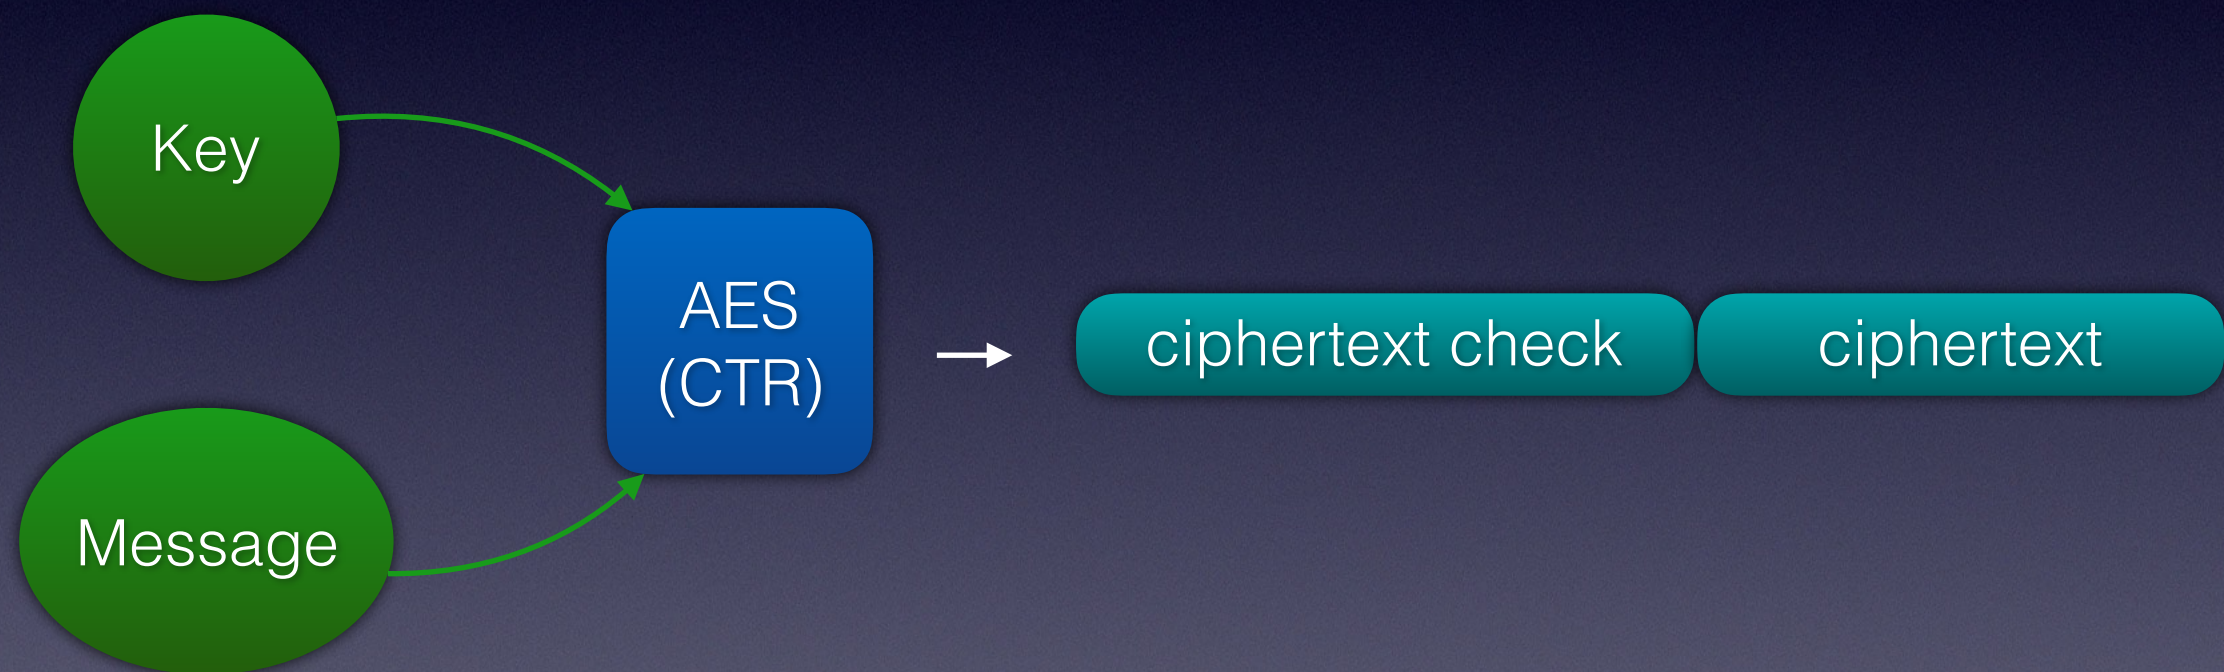 Key
AES
(CTR)
ciphertext check
ciphertext
Message